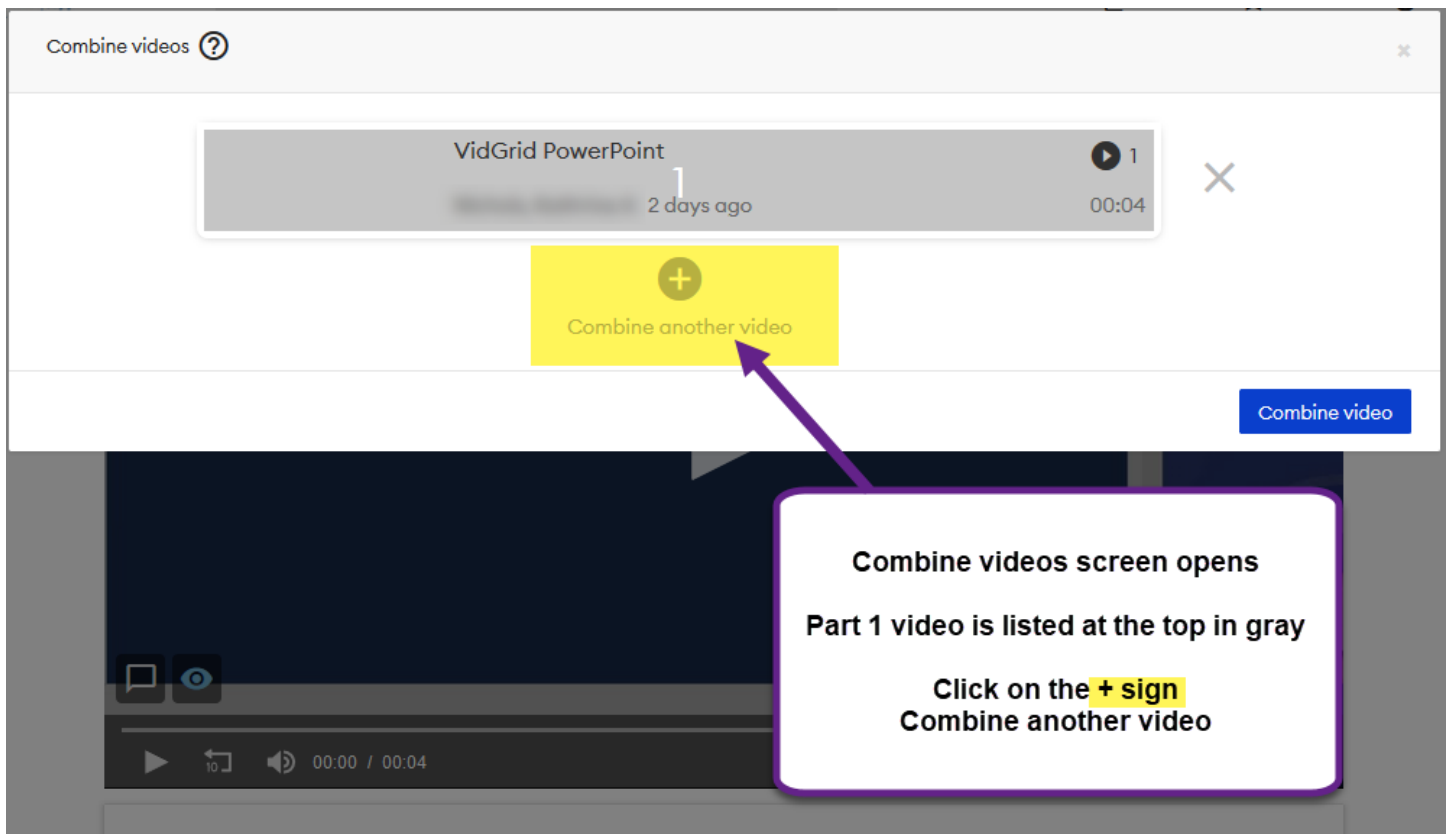 Combine videos ?
×
VidGrid PowerPoint
1
1
2 days ago
00:04
+
Combine another video
Combine video
Combine videos screen opens
Part 1 video is listed at the top in gray
Click on the + sign
Combine another video
10
00:00 / 00:04